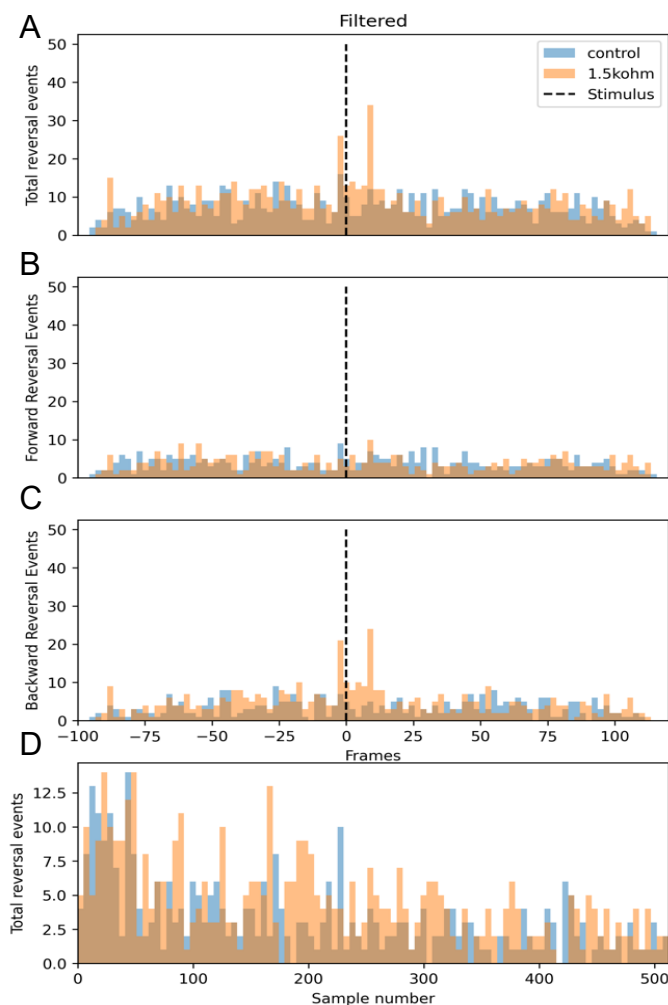 A
Filtered
50
40
30
20
10
0
Total reversal events
control
1.5kohm
Stimulus
B
50
40
30
20
10
0
Forward Reversal Events
C
50
40
30
20
10
0
Backward Reversal Events
−100 −75 −50 −25 0 25 50 75 100
Frames
D
12.5
10.0
7.5
5.0
2.5
0.0
Total reversal events
0 100 200 300 400 500
Sample number